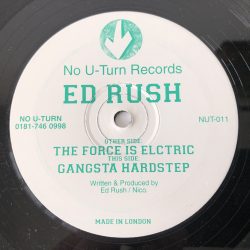 No U-Turn Records
ED RUSH
NO U-TURN
0181-746 0998
NUT-011
OTHER SIDE
THE FORCE IS ELCTRIC
THIS SIDE
GANGSTA HARDSTEP
Written & Produced by
Ed Rush / Nico.
MADE IN LONDON